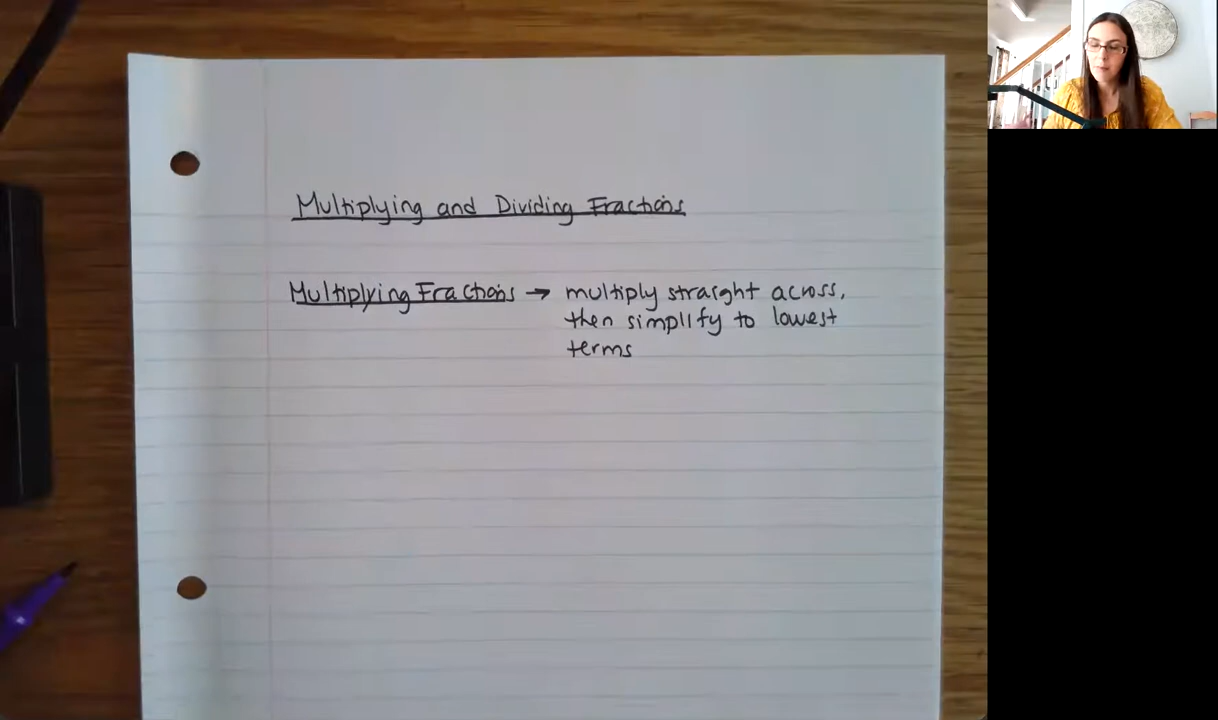 Multiplying and Dividing Fractions
Multiplying Fractions → multiply straight across,
then simplify to lowest
terms